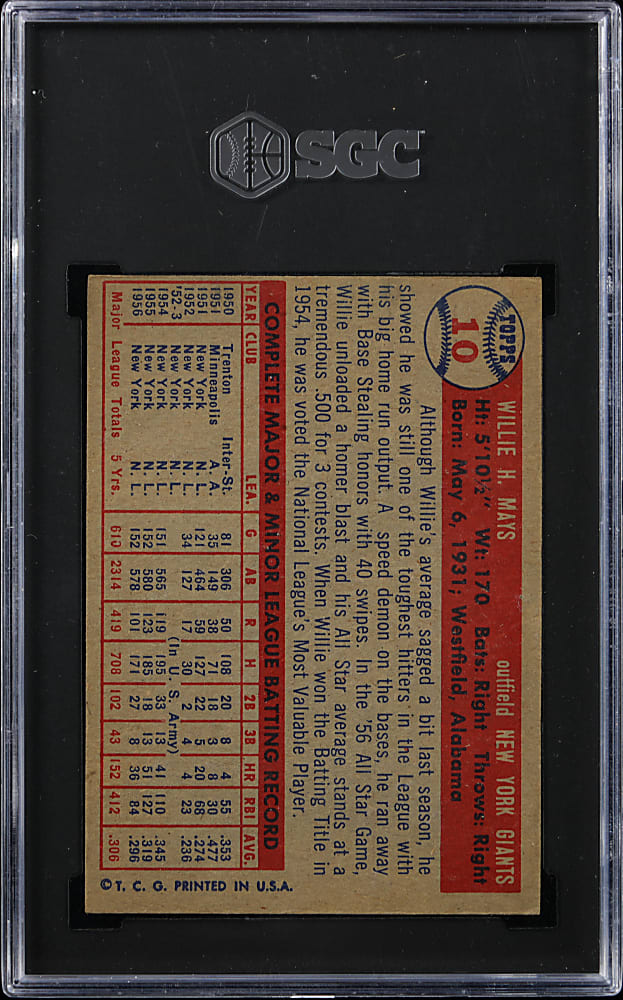 SGC
TOPPS
10
WILLIE H. MAYS outfield NEW YORK GIANTS
Ht: 5'10½" Wt: 170 Bats: Right Throws: Right
Born: May 6, 1931; Westfield, Alabama
Although Willie's average sagged a bit last season, he
showed he was still one of the toughest hitters in the League with
his big home run output. A speed demon on the bases, he ran away
with Base Stealing honors with 40 swipes. In the '56 All Star Game,
Willie unloaded a homer blast and his All Star average stands at a
tremendous .500 for 3 contests. When Willie won the Batting Title in
1954, he was voted the National League's Most Valuable Player.
COMPLETE MAJOR & MINOR LEAGUE BATTING RECORD
YEAR CLUB LEA. G AB R H 2B 3B HR RBI AVG.
1950 Trenton Inter-St. 81 306 50 108 20 8 4 55 .353
1951 Minneapolis A. A. 35 149 38 71 18 3 8 30 .477
1951 New York N. L. 121 464 59 127 22 5 20 68 .274
1952 New York N. L. 34 127 17 30 2 4 4 23 .236
'52-3 (In U. S. Army)
1954 New York N. L. 151 565 119 195 33 13 41 110 .345
1955 New York N. L. 152 580 123 185 18 13 51 127 .319
1956 New York N. L. 152 578 101 171 27 8 36 84 .296
Major League Totals 5 Yrs. 610 2314 419 708 102 43 152 412 .306
© T. C. G. PRINTED IN U.S.A.